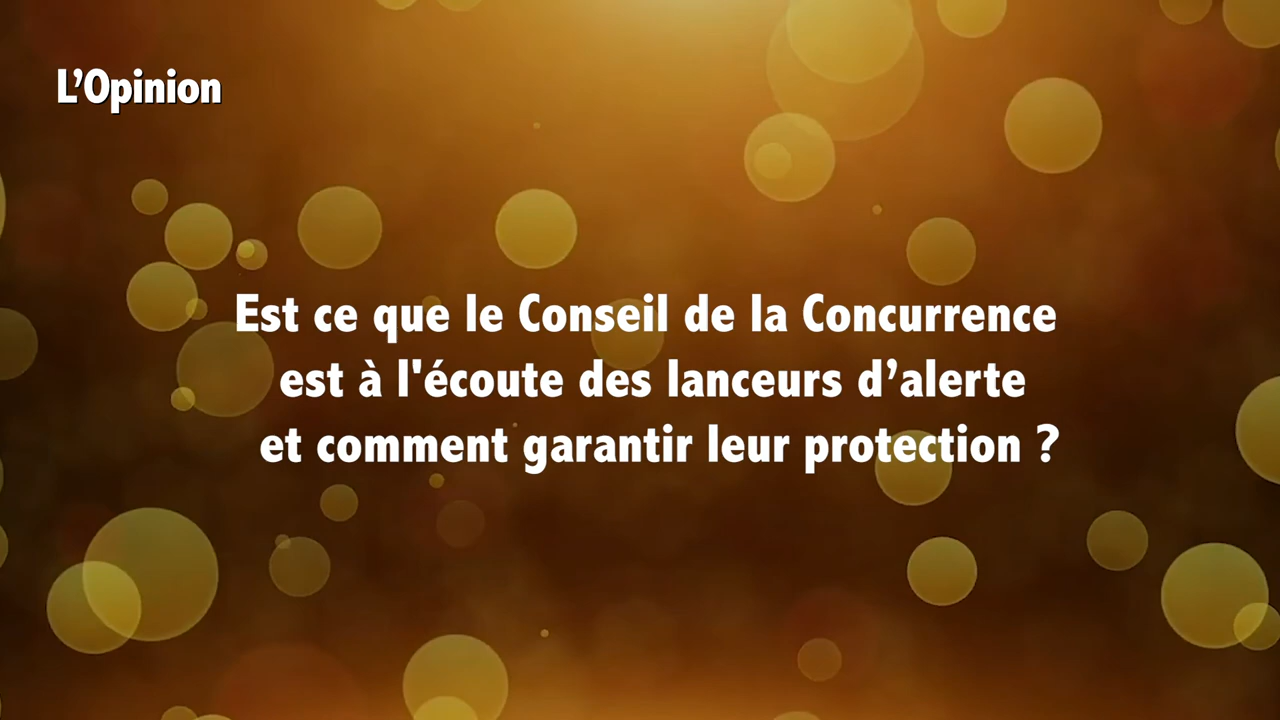 L’Opinion
Est ce que le Conseil de la Concurrence
est à l'écoute des lanceurs d’alerte
et comment garantir leur protection ?